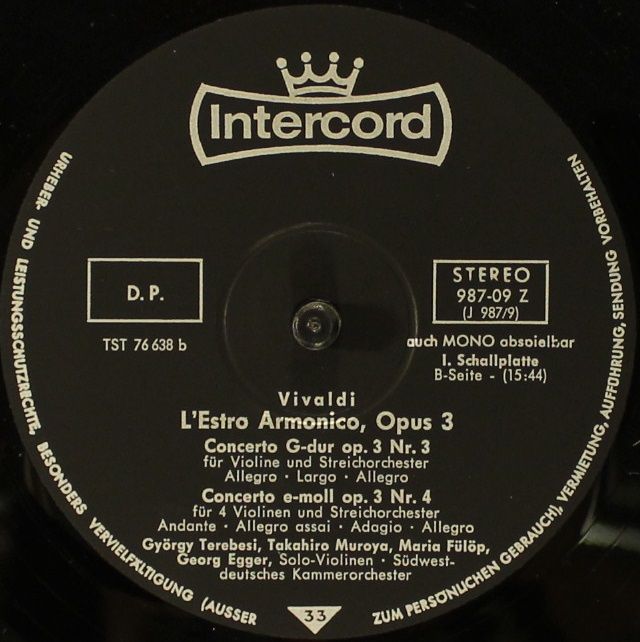 Intercord
D. P.
TST 76 638 b
STEREO
987-09 Z
(J 987/9)
auch MONO abspielbar
I. Schallplatte
B-Seite - (15:44)
Vivaldi
L'Estro Armonico, Opus 3
Concerto G-dur op. 3 Nr. 3
für Violine und Streichorchester
Allegro · Largo · Allegro
Concerto e-moll op. 3 Nr. 4
für 4 Violinen und Streichorchester
Andante · Allegro assai · Adagio · Allegro
György Terebesi, Takahiro Muroya, Maria Fülöp,
Georg Egger, Solo-Violinen · Südwest-
deutsches Kammerorchester
33
URHEBER- UND LEISTUNGSSCHUTZRECHTE, BESONDERS VERVIELFÄLTIGUNG (AUSSER ZUM PERSÖNLICHEN GEBRAUCH), VERMIETUNG, AUFFÜHRUNG, SENDUNG VORBEHALTEN